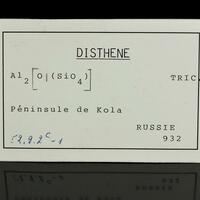 DISTHENE
Al₂[O|(SiO₄)] TRIC.
Péninsule de Kola
RUSSIE
932